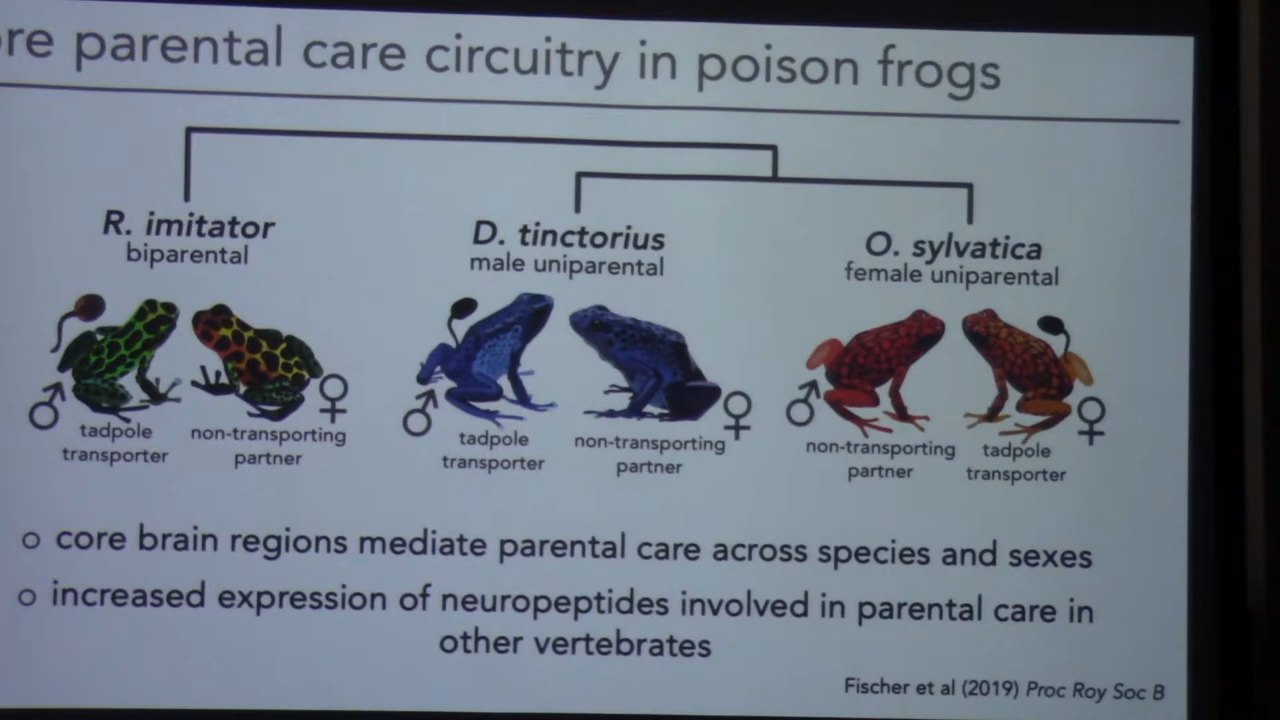 parental care circuitry in poison frogs
R. imitator
biparental
D. tinctorius
male uniparental
O. sylvatica
female uniparental
♂
♀
♂
♀
♂
♀
tadpole
transporter
non-transporting
partner
tadpole
transporter
non-transporting
partner
non-transporting
partner
tadpole
transporter
o core brain regions mediate parental care across species and sexes
o increased expression of neuropeptides involved in parental care in
other vertebrates
Fischer et al (2019) Proc Roy Soc B